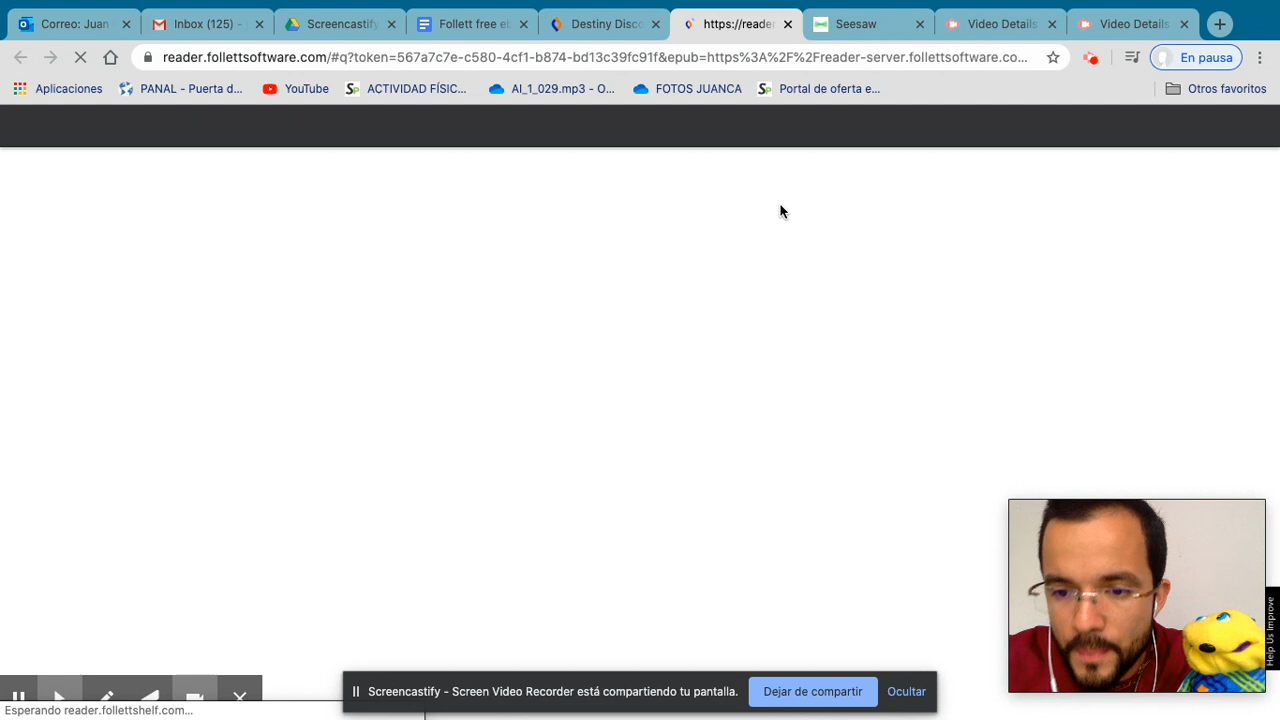 Correo: Juan
Inbox (125) -
Screencastify
Follett free e
Destiny Disc
https://reade
Seesaw
Video Details
Video Details
reader.follettsoftware.com/#q?token=567a7c7e-c580-4cf1-b874-bd13c39fc91f&epub=https%3A%2F%2Freader-server.follettsoftware.co...
En pausa
Aplicaciones
PANAL - Puerta d...
YouTube
ACTIVIDAD FÍSIC...
AI_1_029.mp3 - O...
FOTOS JUANCA
Portal de oferta e...
Otros favoritos
Help Us Improve
Screencastify - Screen Video Recorder está compartiendo tu pantalla.
Dejar de compartir
Ocultar
Esperando reader.follettshelf.com...